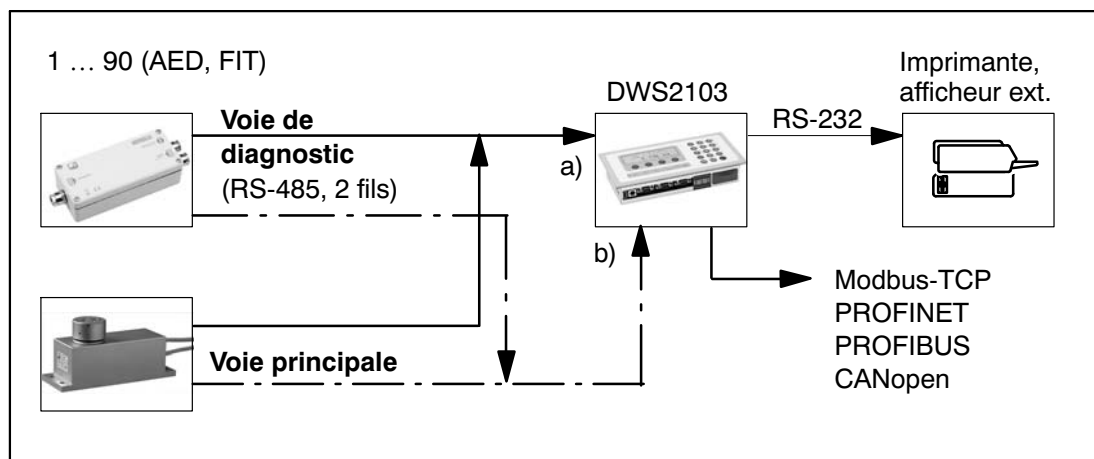 1 … 90 (AED, FIT)
Imprimante,
afficheur ext.
DWS2103
Voie de
diagnostic
(RS-485, 2 fils)
RS-232
a)
b)
Voie principale
Modbus-TCP
PROFINET
PROFIBUS
CANopen